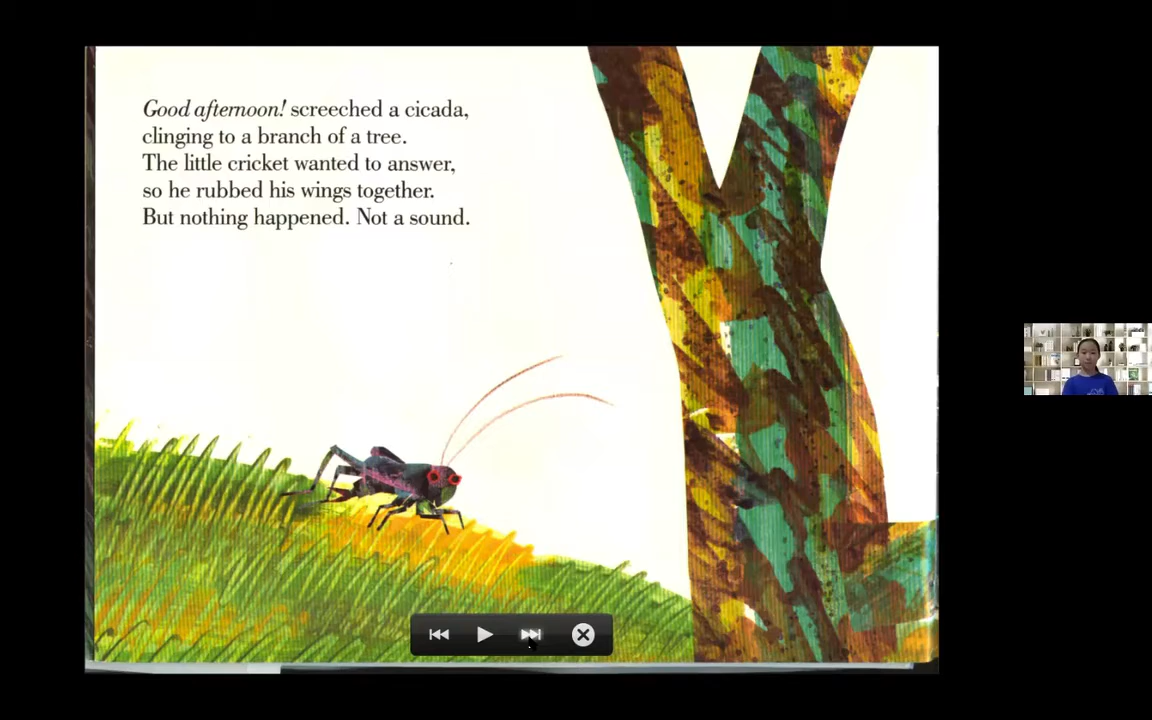 Good afternoon! screeched a cicada,
clinging to a branch of a tree.
The little cricket wanted to answer,
so he rubbed his wings together.
But nothing happened. Not a sound.